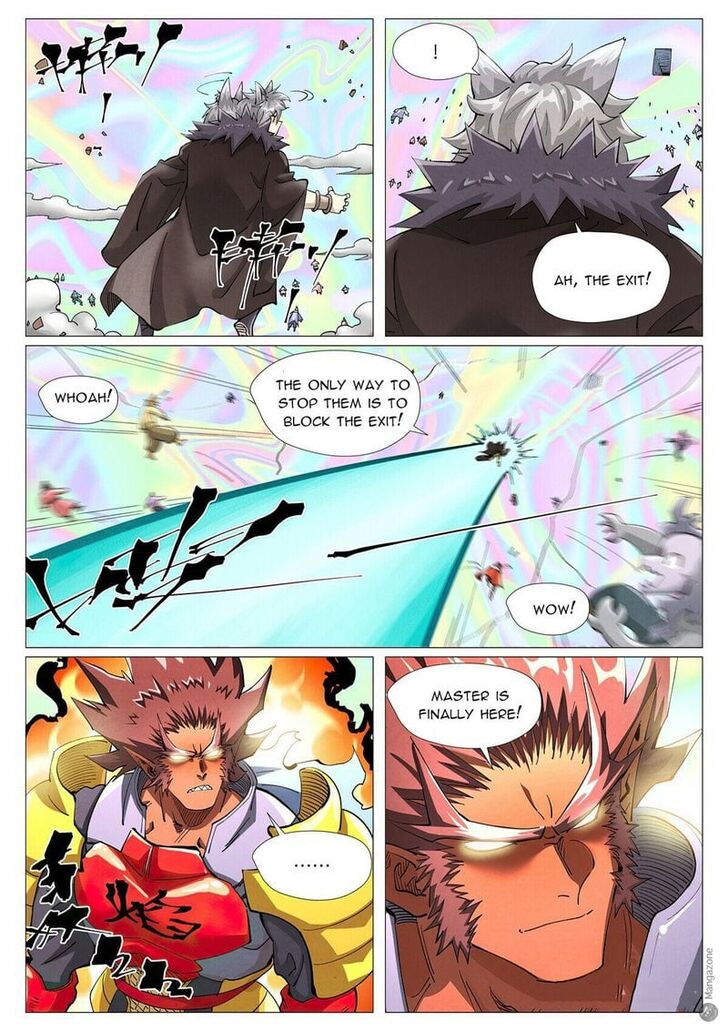 !
AH, THE EXIT!
WHOAH!
THE ONLY WAY TO
STOP THEM IS TO
BLOCK THE EXIT!
WOW!
......
焰
MASTER IS
FINALLY HERE!
Mangazone